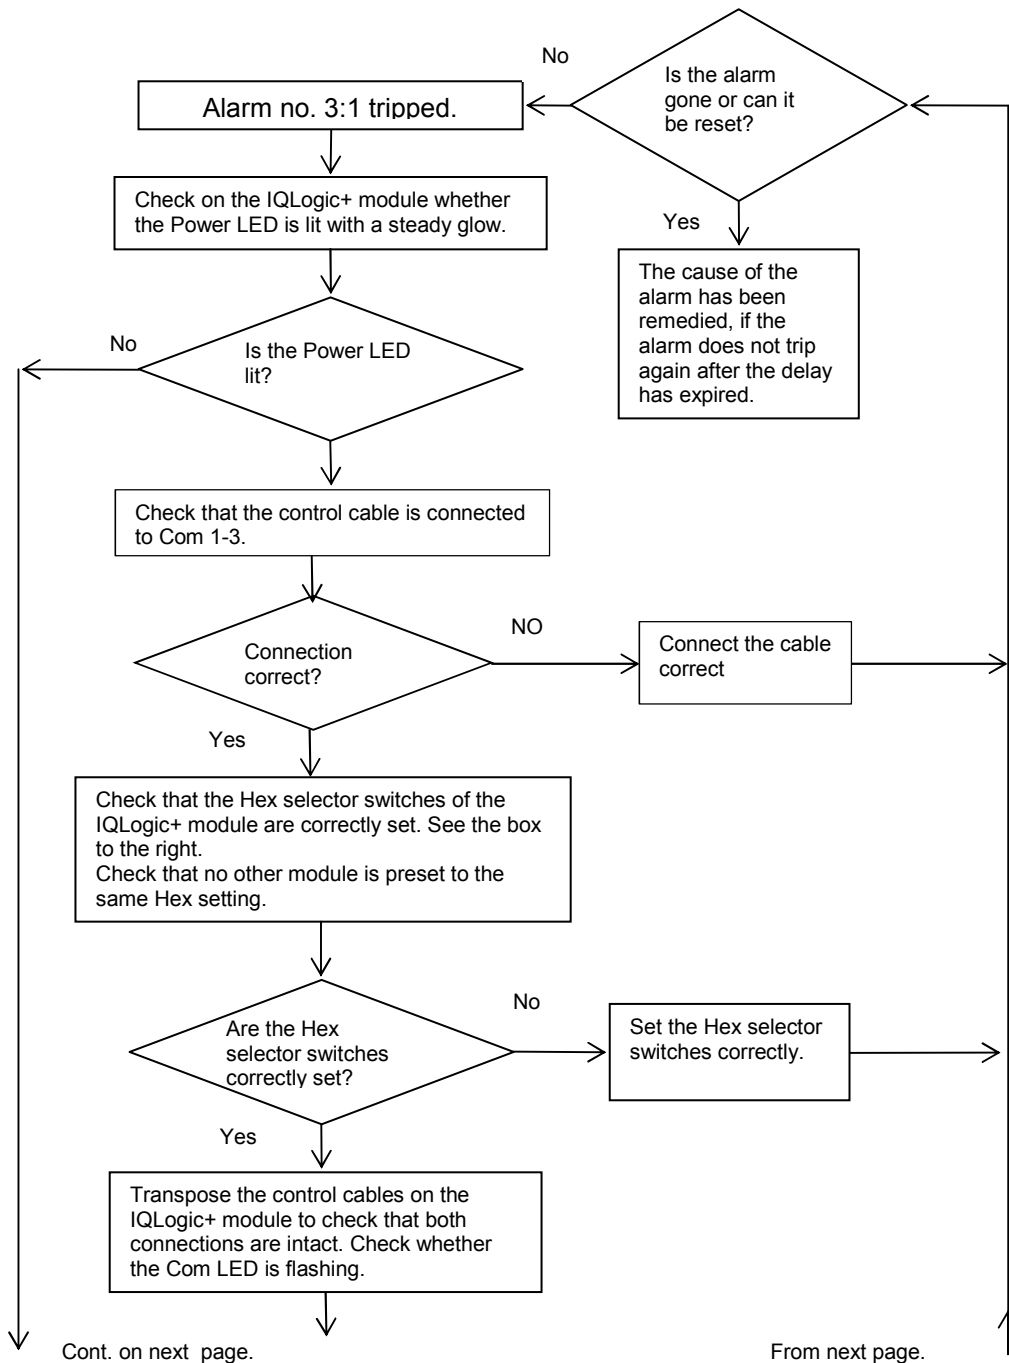 No
Is the alarm
gone or can it
be reset?
Alarm no. 3:1 tripped.
Check on the IQLogic+ module whether
the Power LED is lit with a steady glow.
Yes
The cause of the
alarm has been
remedied, if the
alarm does not trip
again after the delay
has expired.
No
Is the Power LED
lit?
Check that the control cable is connected
to Com 1-3.
NO
Connection
correct?
Connect the cable
correct
Yes
Check that the Hex selector switches of the
IQLogic+ module are correctly set. See the box
to the right.
Check that no other module is preset to the
same Hex setting.
No
Are the Hex
selector switches
correctly set?
Set the Hex selector
switches correctly.
Yes
Transpose the control cables on the
IQLogic+ module to check that both
connections are intact. Check whether
the Com LED is flashing.
Cont. on next page.
From next page.